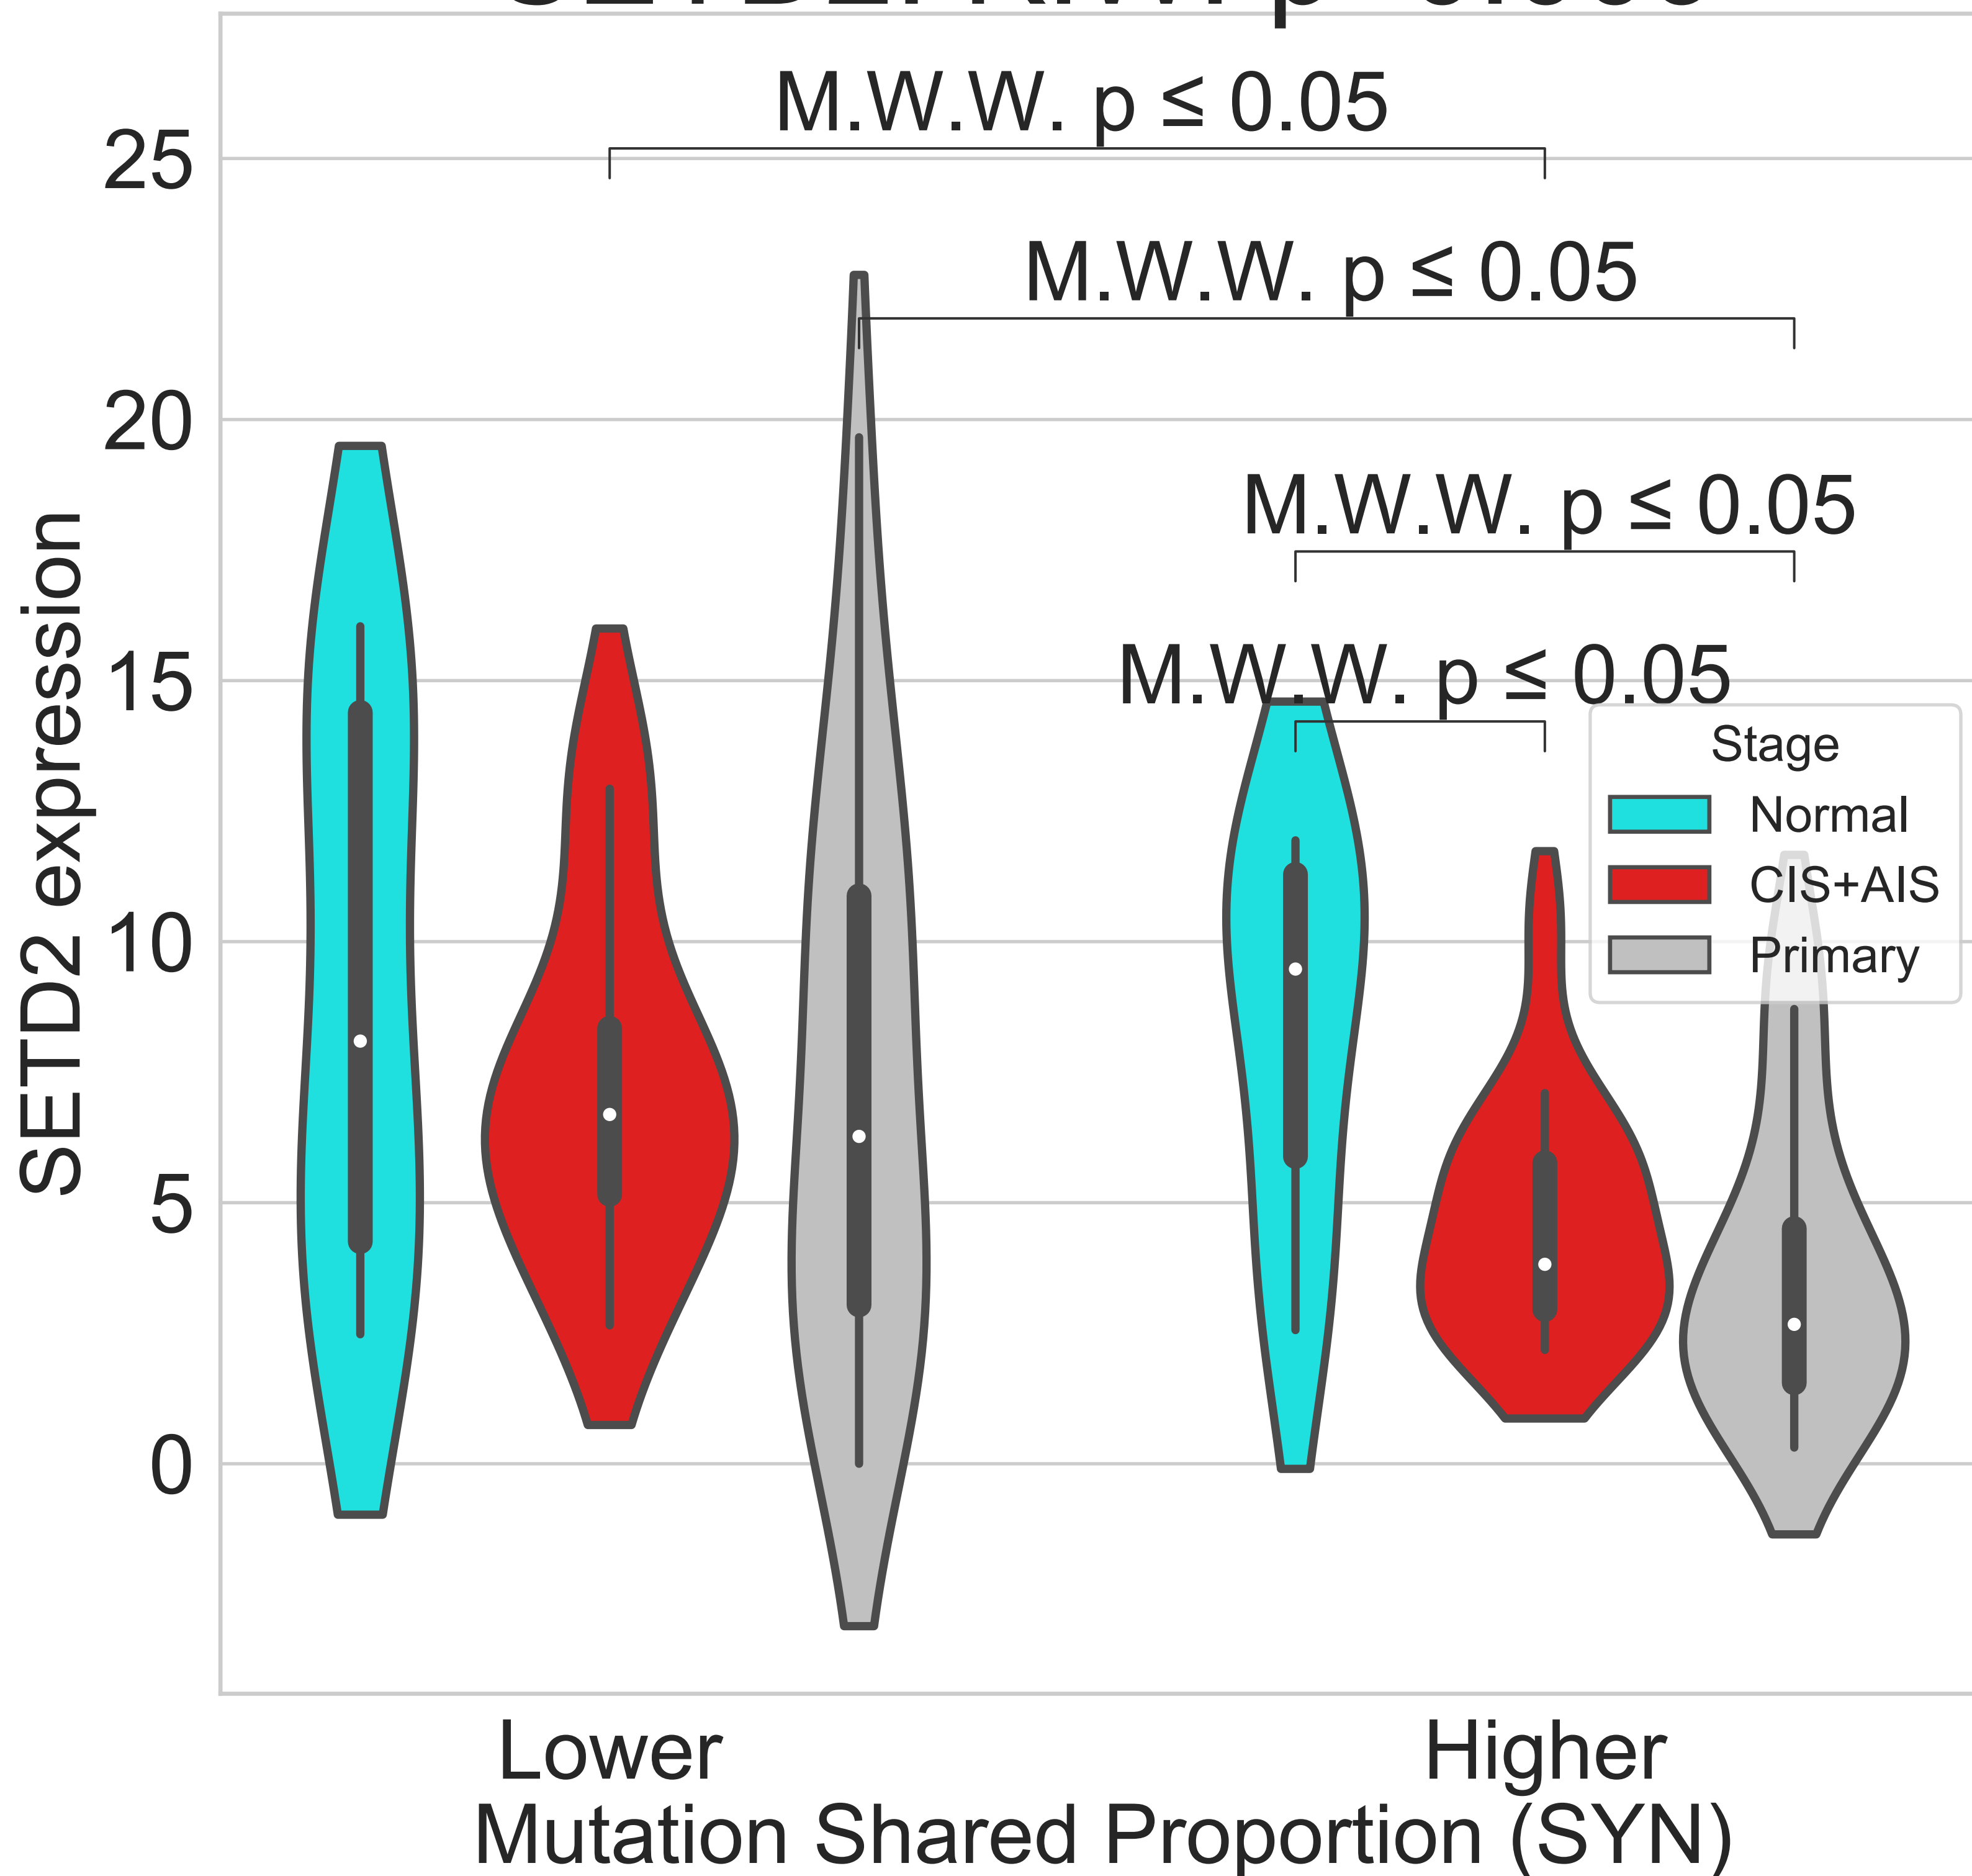 M.W.W. p ≤ 0.05
25
M.W.W. p ≤ 0.05
20
M.W.W. p ≤ 0.05
15
M.W.W. p ≤ 0.05
Stage
Normal
CIS+AIS
Primary
10
5
0
SETD2 expression
Lower
Higher
Mutation Shared Proportion (SYN)